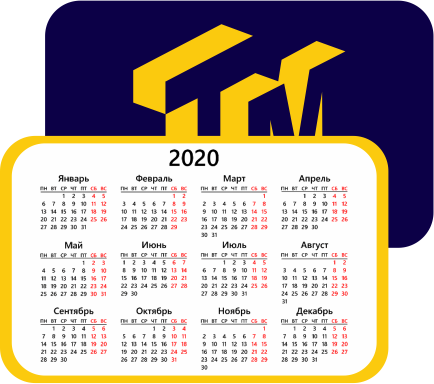 TM
2020
Январь
ПН ВТ СР ЧТ ПТ СБ ВС
1 2 3 4 5
6 7 8 9 10 11 12
13 14 15 16 17 18 19
20 21 22 23 24 25 26
27 28 29 30 31
Февраль
ПН ВТ СР ЧТ ПТ СБ ВС
1 2
3 4 5 6 7 8 9
10 11 12 13 14 15 16
17 18 19 20 21 22 23
24 25 26 27 28 29
Март
ПН ВТ СР ЧТ ПТ СБ ВС
1
2 3 4 5 6 7 8
9 10 11 12 13 14 15
16 17 18 19 20 21 22
23 24 25 26 27 28 29
30 31
Апрель
ПН ВТ СР ЧТ ПТ СБ ВС
1 2 3 4 5
6 7 8 9 10 11 12
13 14 15 16 17 18 19
20 21 22 23 24 25 26
27 28 29 30
Май
ПН ВТ СР ЧТ ПТ СБ ВС
1 2 3
4 5 6 7 8 9 10
11 12 13 14 15 16 17
18 19 20 21 22 23 24
25 26 27 28 29 30 31
Июнь
ПН ВТ СР ЧТ ПТ СБ ВС
1 2 3 4 5 6 7
8 9 10 11 12 13 14
15 16 17 18 19 20 21
22 23 24 25 26 27 28
29 30
Июль
ПН ВТ СР ЧТ ПТ СБ ВС
1 2 3 4 5
6 7 8 9 10 11 12
13 14 15 16 17 18 19
20 21 22 23 24 25 26
27 28 29 30 31
Август
ПН ВТ СР ЧТ ПТ СБ ВС
1 2
3 4 5 6 7 8 9
10 11 12 13 14 15 16
17 18 19 20 21 22 23
24 25 26 27 28 29 30
31
Сентябрь
ПН ВТ СР ЧТ ПТ СБ ВС
1 2 3 4 5 6
7 8 9 10 11 12 13
14 15 16 17 18 19 20
21 22 23 24 25 26 27
28 29 30
Октябрь
ПН ВТ СР ЧТ ПТ СБ ВС
1 2 3 4
5 6 7 8 9 10 11
12 13 14 15 16 17 18
19 20 21 22 23 24 25
26 27 28 29 30 31
Ноябрь
ПН ВТ СР ЧТ ПТ СБ ВС
1
2 3 4 5 6 7 8
9 10 11 12 13 14 15
16 17 18 19 20 21 22
23 24 25 26 27 28 29
30
Декабрь
ПН ВТ СР ЧТ ПТ СБ ВС
1 2 3 4 5 6
7 8 9 10 11 12 13
14 15 16 17 18 19 20
21 22 23 24 25 26 27
28 29 30 31